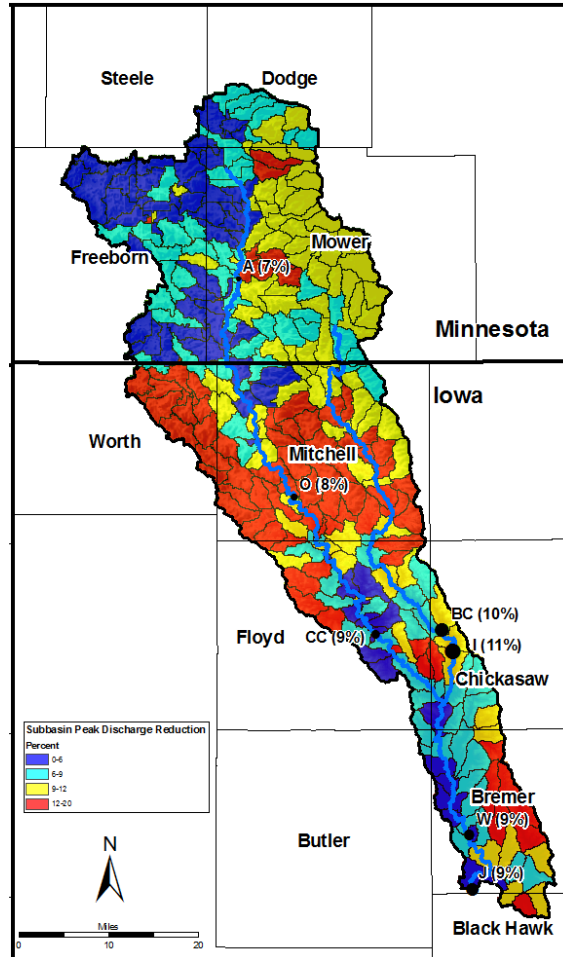 Steele
Dodge
Mower
Freeborn
A (7%)
Minnesota
Iowa
Worth
Mitchell
O (8%)
BC (10%)
Floyd
CC (9%)
I (11%)
Chickasaw
Subbasin Peak Discharge Reduction
Percent
0-6
6-9
9-12
12-20
Bremer
W (9%)
Butler
N
J (9%)
Miles
0
5
10
20
Black Hawk